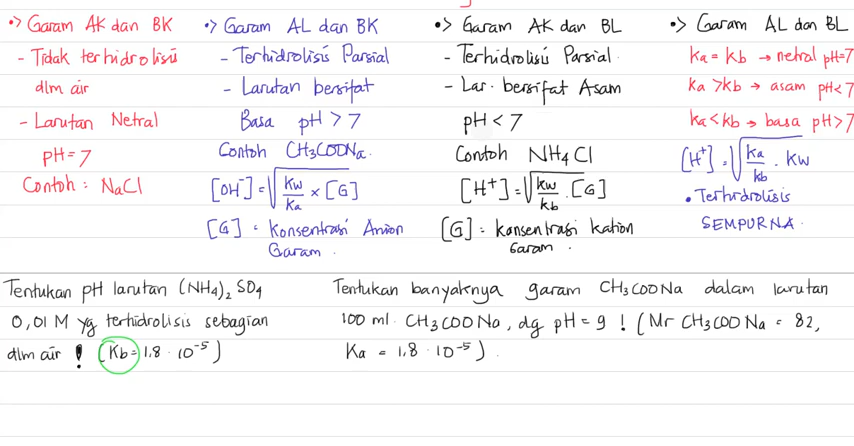 •> Garam AK dan BK
- Tidak terhidrolisis
dlm air
- Larutan Netral
pH = 7
Contoh : NaCl
•> Garam AL dan BK
- Terhidrolisis Parsial
- Larutan bersifat
Basa pH > 7
Contoh CH3COONa.
[OH⁻] = √(Kw/Ka × [G])
[G] = Konsentrasi Anion
Garam.
•> Garam AK dan BL
- Terhidrolisis Parsial
- Lar. bersifat Asam
pH < 7
Contoh NH4Cl
[H⁺] = √(Kw/Kb . [G])
[G] : konsentrasi kation
Garam.
•> Garam AL dan BL
Ka = Kb → netral pH=7
Ka > Kb → asam pH < 7
Ka < Kb → basa pH > 7
[H⁺] = √(Ka/Kb . Kw)
• Terhidrolisis
SEMPURNA.
Tentukan pH larutan (NH4)2 SO4
0,01 M yg terhidrolisis sebagian
dlm air ! (Kb = 1,8 . 10⁻⁵)
Tentukan banyaknya garam CH3COONa dalam larutan
100 ml. CH3COONa, dg pH = 9 ! (Mr CH3COONa = 82,
Ka = 1,8 . 10⁻⁵).